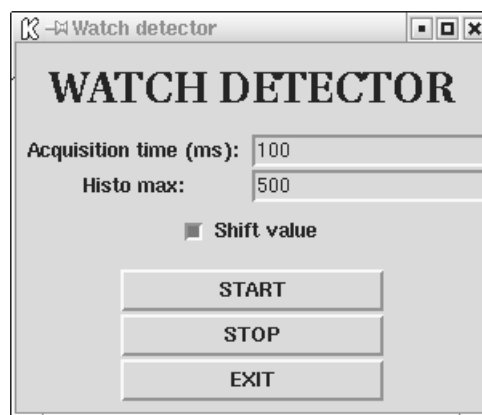 Watch detector
WATCH DETECTOR
Acquisition time (ms): 100
Histo max: 500
Shift value
START
STOP
EXIT